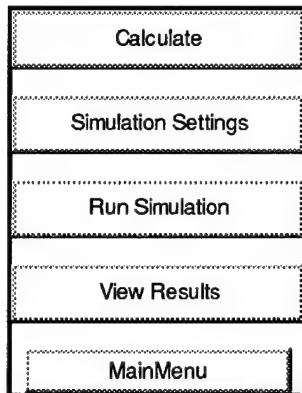 Calculate
Simulation Settings
Run Simulation
View Results
MainMenu